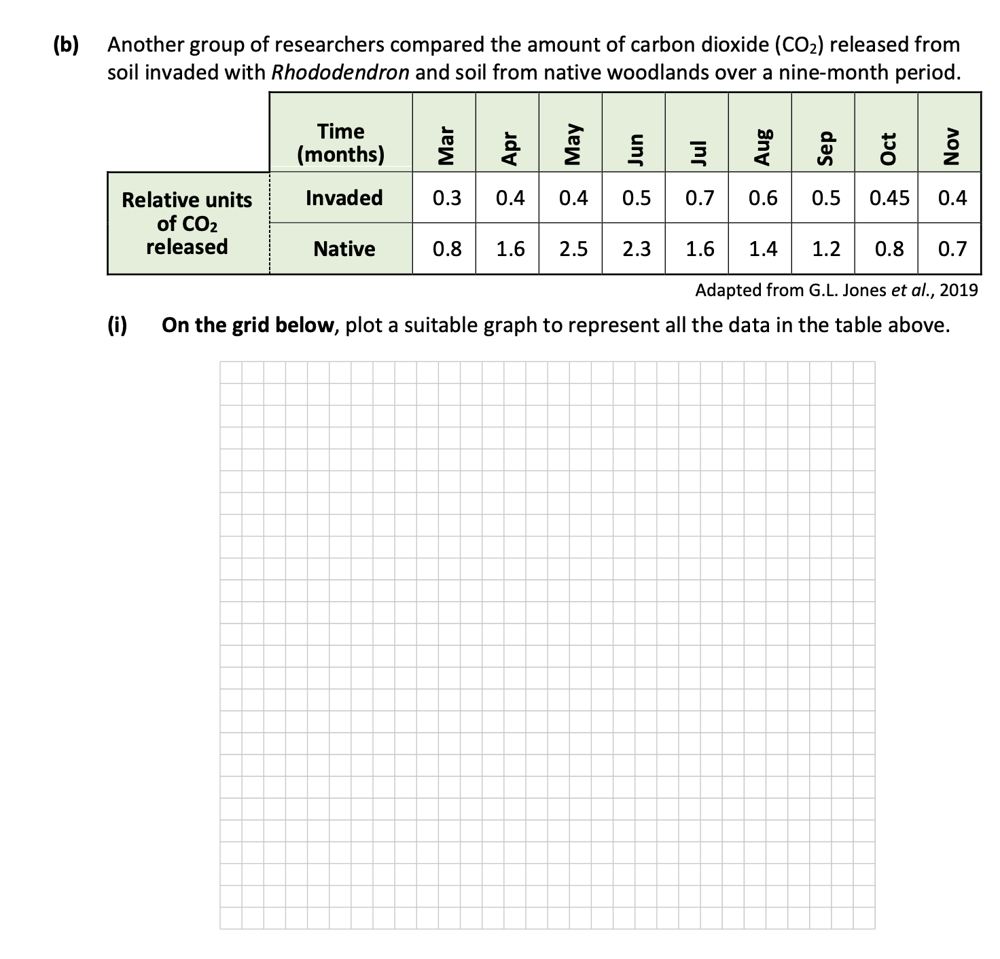 (b) Another group of researchers compared the amount of carbon dioxide (CO₂) released from
soil invaded with Rhododendron and soil from native woodlands over a nine-month period.
Time
(months)
Mar
Apr
May
Jun
Jul
Aug
Sep
Oct
Nov
Relative units
of CO₂
released
Invaded 0.3 0.4 0.4 0.5 0.7 0.6 0.5 0.45 0.4
Native 0.8 1.6 2.5 2.3 1.6 1.4 1.2 0.8 0.7
Adapted from G.L. Jones et al., 2019
(i) On the grid below, plot a suitable graph to represent all the data in the table above.